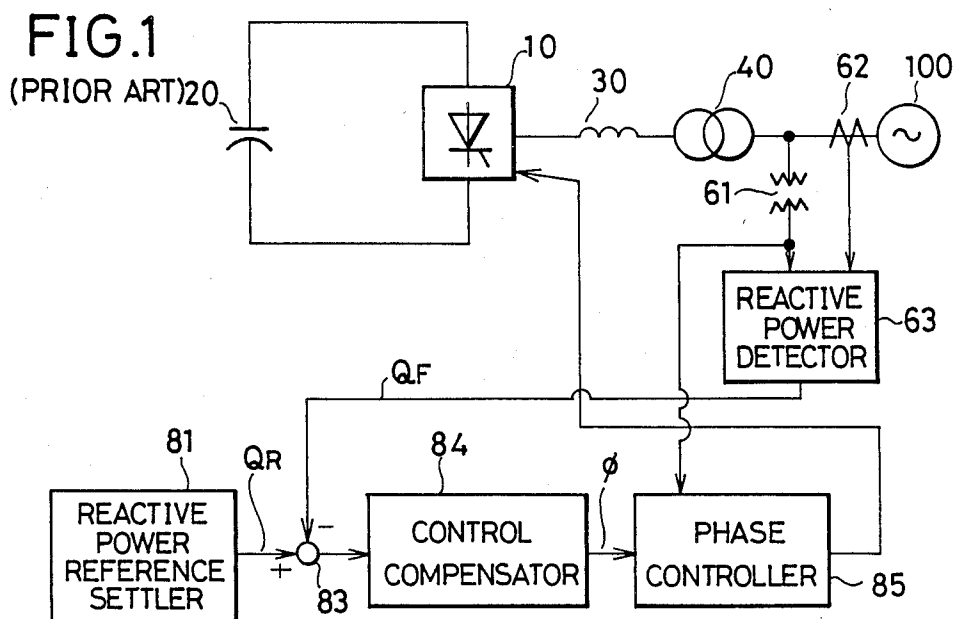 FIG.1
(PRIOR ART)
20
10
30
40
62
100
~
61
REACTIVE
POWER
DETECTOR
63
QF
81
QR
REACTIVE
POWER
REFERENCE
SETTLER
+
-
83
84
CONTROL
COMPENSATOR
φ
PHASE
CONTROLLER
85